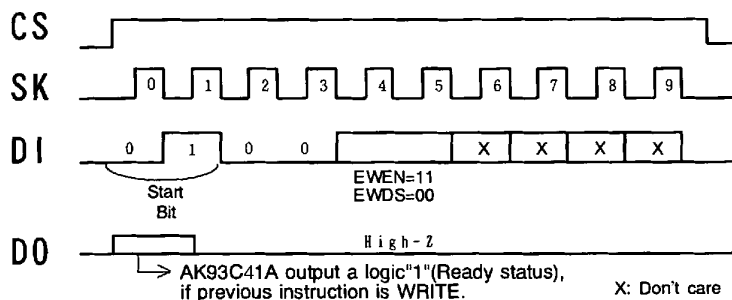 CS
SK 0 1 2 3 4 5 6 7 8 9
DI 0 1 0 0 X X X X
Start
Bit
EWEN=11
EWDS=00
DO High-Z
AK93C41A output a logic"1"(Ready status),
if previous instruction is WRITE.
X: Don't care